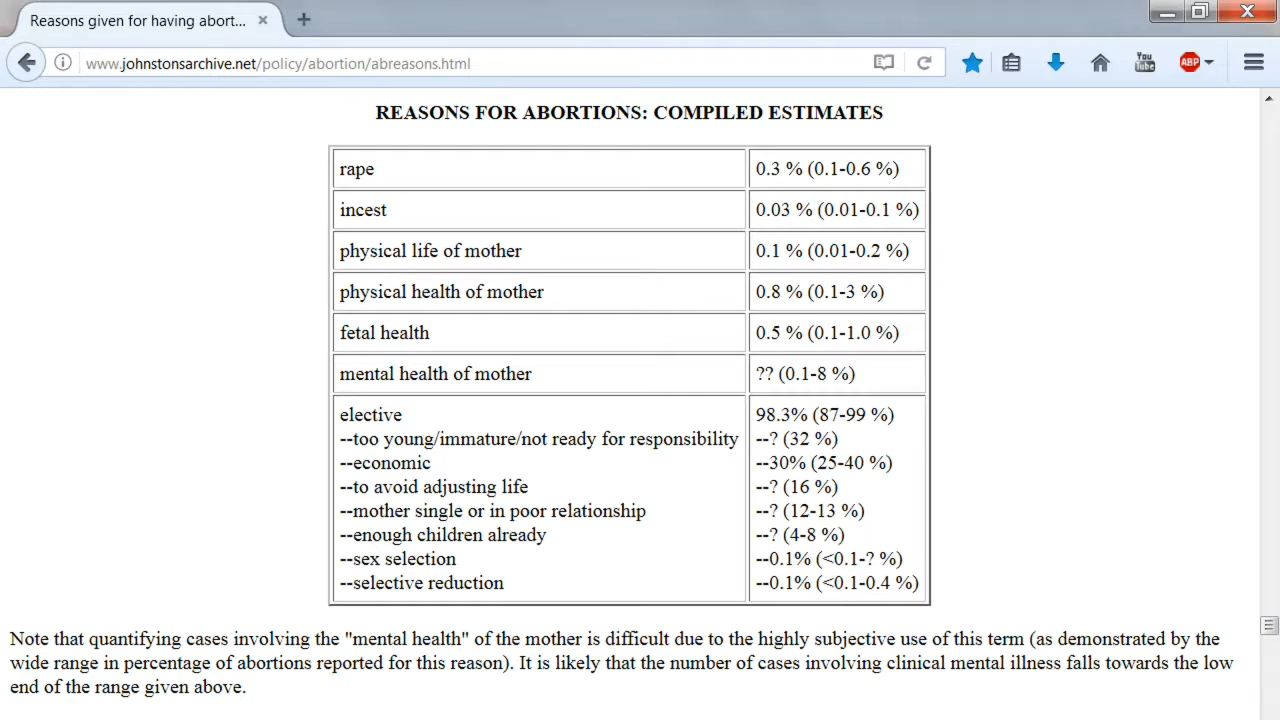 Reasons given for having abort...
www.johnstonsarchive.net/policy/abortion/abreasons.html
You
Tube
ABP
REASONS FOR ABORTIONS: COMPILED ESTIMATES
rape 0.3 % (0.1-0.6 %)
incest 0.03 % (0.01-0.1 %)
physical life of mother 0.1 % (0.01-0.2 %)
physical health of mother 0.8 % (0.1-3 %)
fetal health 0.5 % (0.1-1.0 %)
mental health of mother ?? (0.1-8 %)
elective 98.3% (87-99 %)
--too young/immature/not ready for responsibility --? (32 %)
--economic --30% (25-40 %)
--to avoid adjusting life --? (16 %)
--mother single or in poor relationship --? (12-13 %)
--enough children already --? (4-8 %)
--sex selection --0.1% (<0.1-? %)
--selective reduction --0.1% (<0.1-0.4 %)
Note that quantifying cases involving the "mental health" of the mother is difficult due to the highly subjective use of this term (as demonstrated by the
wide range in percentage of abortions reported for this reason). It is likely that the number of cases involving clinical mental illness falls towards the low
end of the range given above.